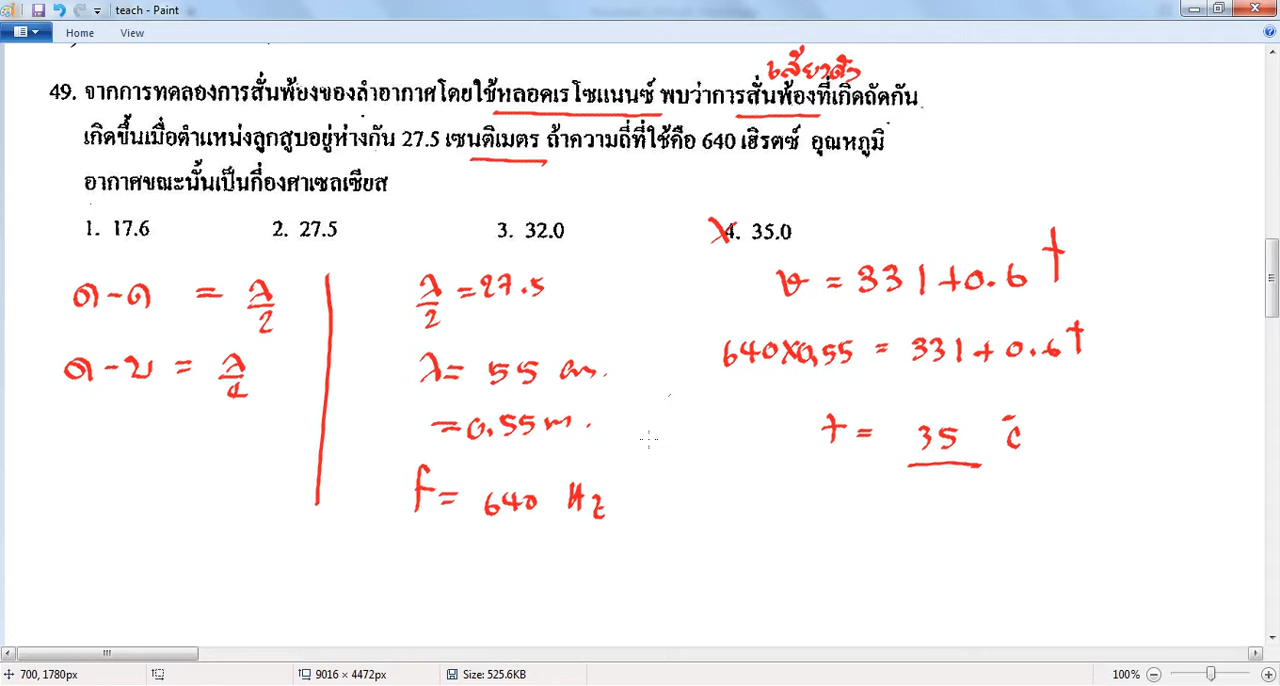 teach - Paint
Home View
เสียงดัง
49. จากการทดลองการสั่นพ้องของลำอากาศโดยใช้หลอดเรโซแนนซ์ พบว่าการสั่นพ้องที่เกิดถัดกัน
เกิดขึ้นเมื่อตำแหน่งลูกสูบอยู่ห่างกัน 27.5 เซนติเมตร ถ้าความถี่ที่ใช้คือ 640 เฮิรตซ์ อุณหภูมิ
อากาศขณะนั้นเป็นกี่องศาเซลเซียส
1. 17.6 2. 27.5 3. 32.0 4. 35.0
ด-ด = λ/2
ด-บ = λ/4
λ/2 = 27.5
λ = 55 cm.
= 0.55 m.
f = 640 Hz
v = 331 + 0.6 t
640 x 0.55 = 331 + 0.6 t
t = 35 °C
700, 1780px 9016 × 4472px Size: 525.6KB 100%